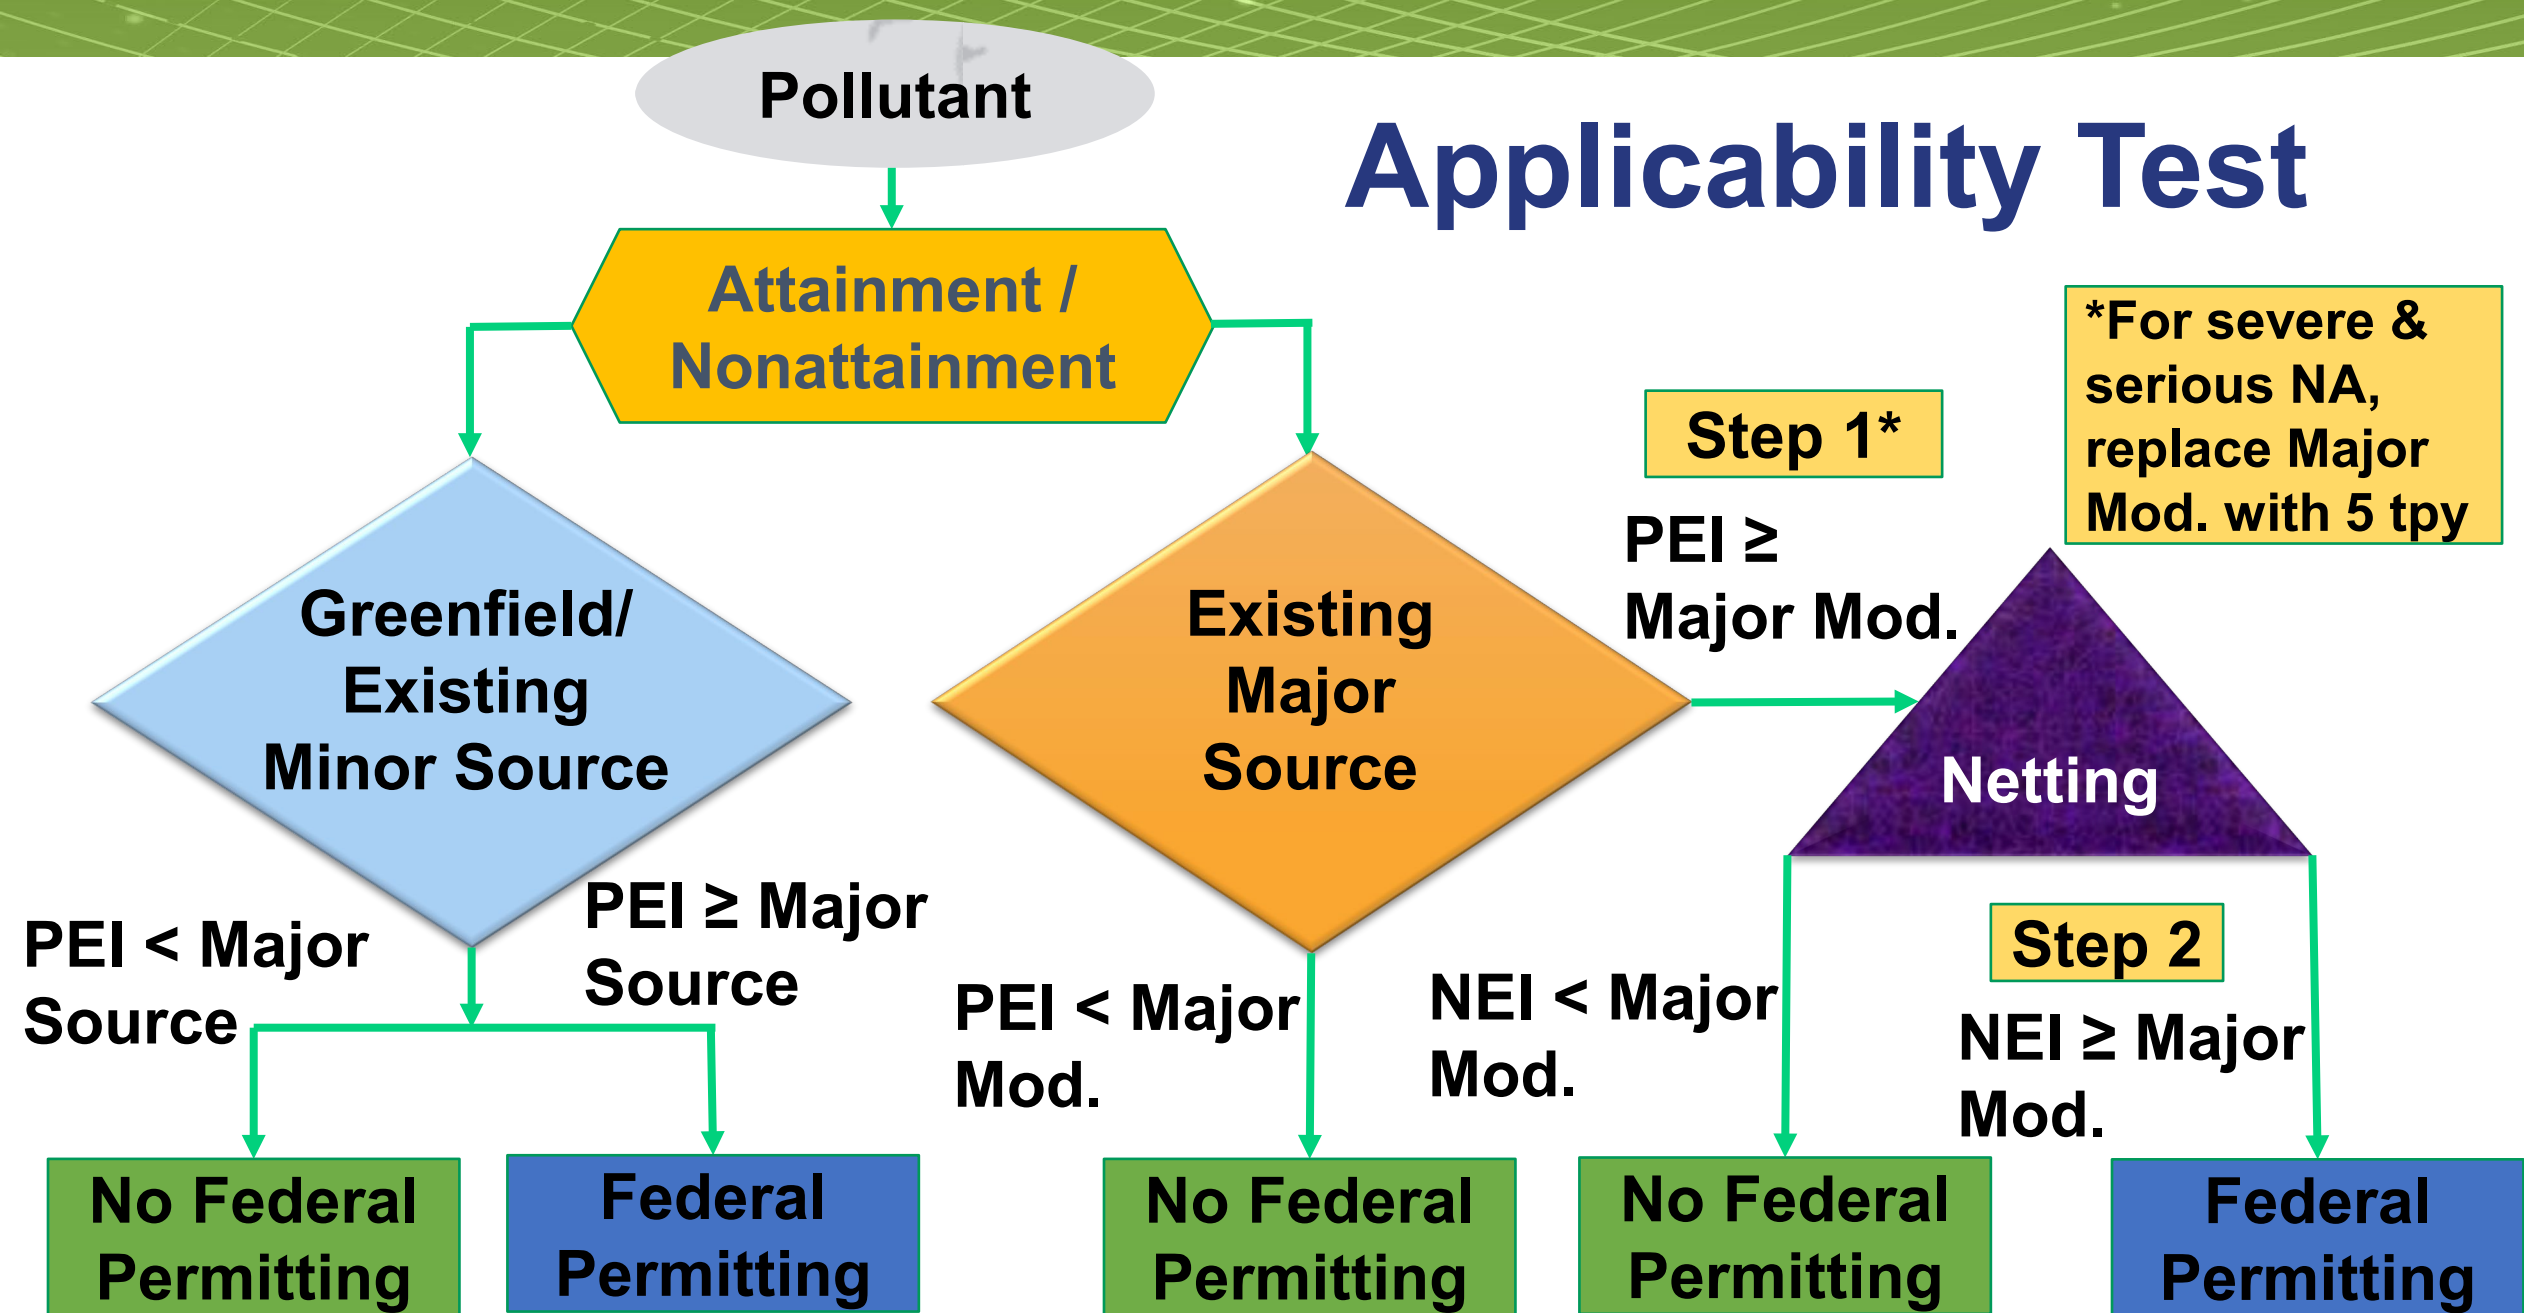 Pollutant
Applicability Test
Attainment /
Nonattainment
*For severe &
serious NA,
replace Major
Mod. with 5 tpy
Step 1*
PEI ≥
Major Mod.
Greenfield/
Existing
Minor Source
Existing
Major
Source
Netting
PEI < Major
Source
PEI ≥ Major
Source
PEI < Major
Mod.
NEI < Major
Mod.
Step 2
NEI ≥ Major
Mod.
No Federal
Permitting
Federal
Permitting
No Federal
Permitting
No Federal
Permitting
Federal
Permitting